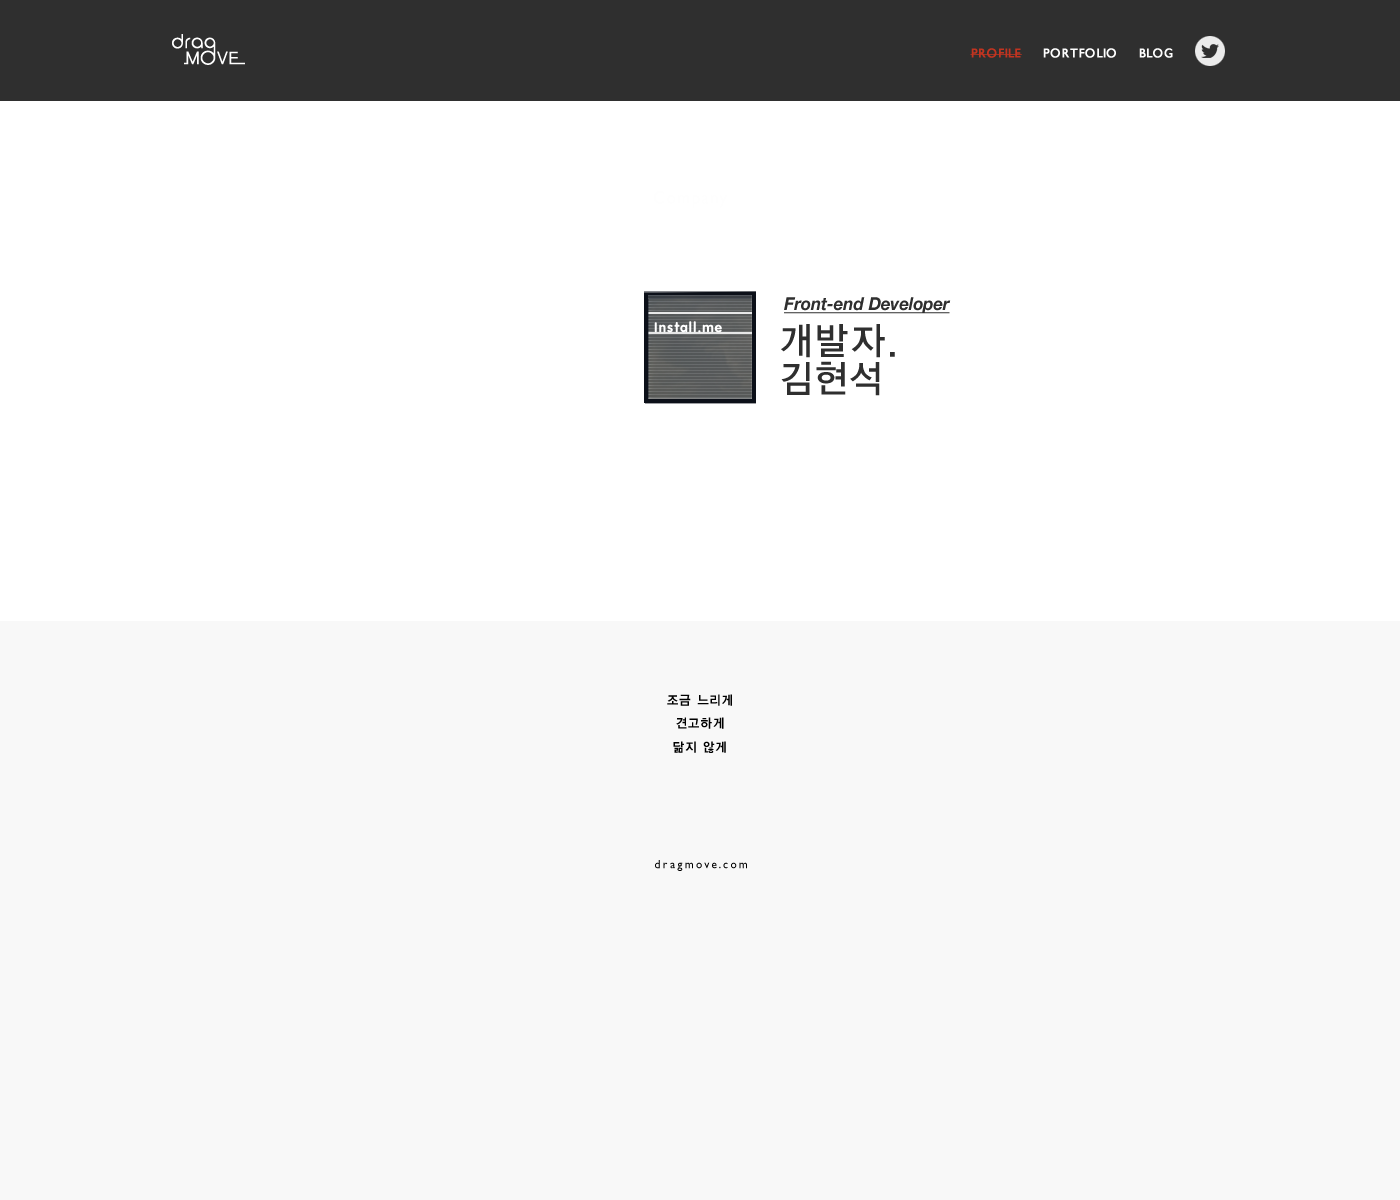 drag
MOVE
PROFILE PORTFOLIO BLOG
Install.me
Front-end Developer
개발자.
김현석
조금 느리게
견고하게
닮지 않게
dragmove.com